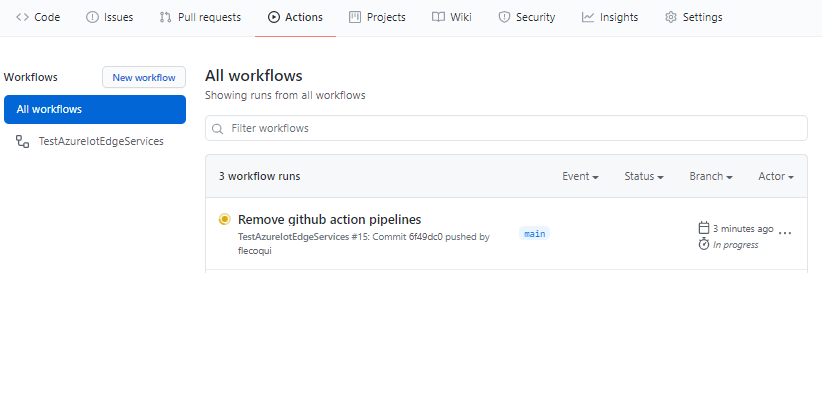 Code Issues Pull requests Actions Projects Wiki Security Insights Settings
Workflows
New workflow
All workflows
TestAzureIotEdgeServices
All workflows
Showing runs from all workflows
Filter workflows
3 workflow runs Event Status Branch Actor
Remove github action pipelines
TestAzureIotEdgeServices #15: Commit 6f49dc0 pushed by
flecoqui
main
3 minutes ago ...
In progress